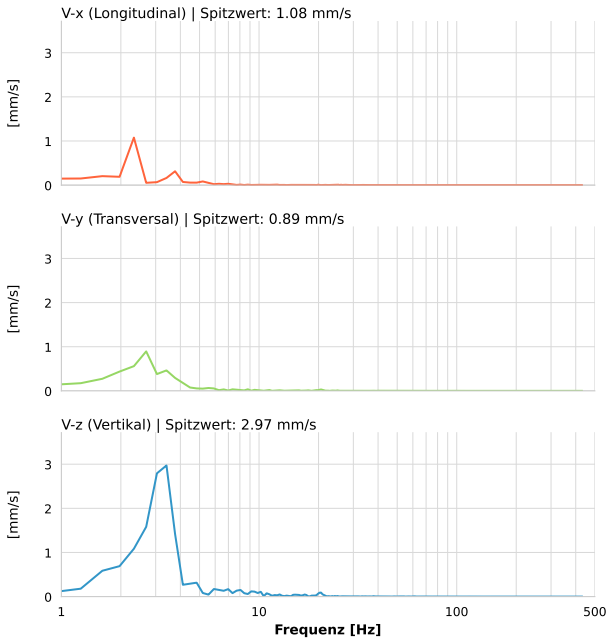 V-x (Longitudinal) | Spitzwert: 1.08 mm/s
3
2
1
0
[mm/s]
V-y (Transversal) | Spitzwert: 0.89 mm/s
3
2
1
0
[mm/s]
V-z (Vertikal) | Spitzwert: 2.97 mm/s
3
2
1
0
[mm/s]
1 10 100 500
Frequenz [Hz]